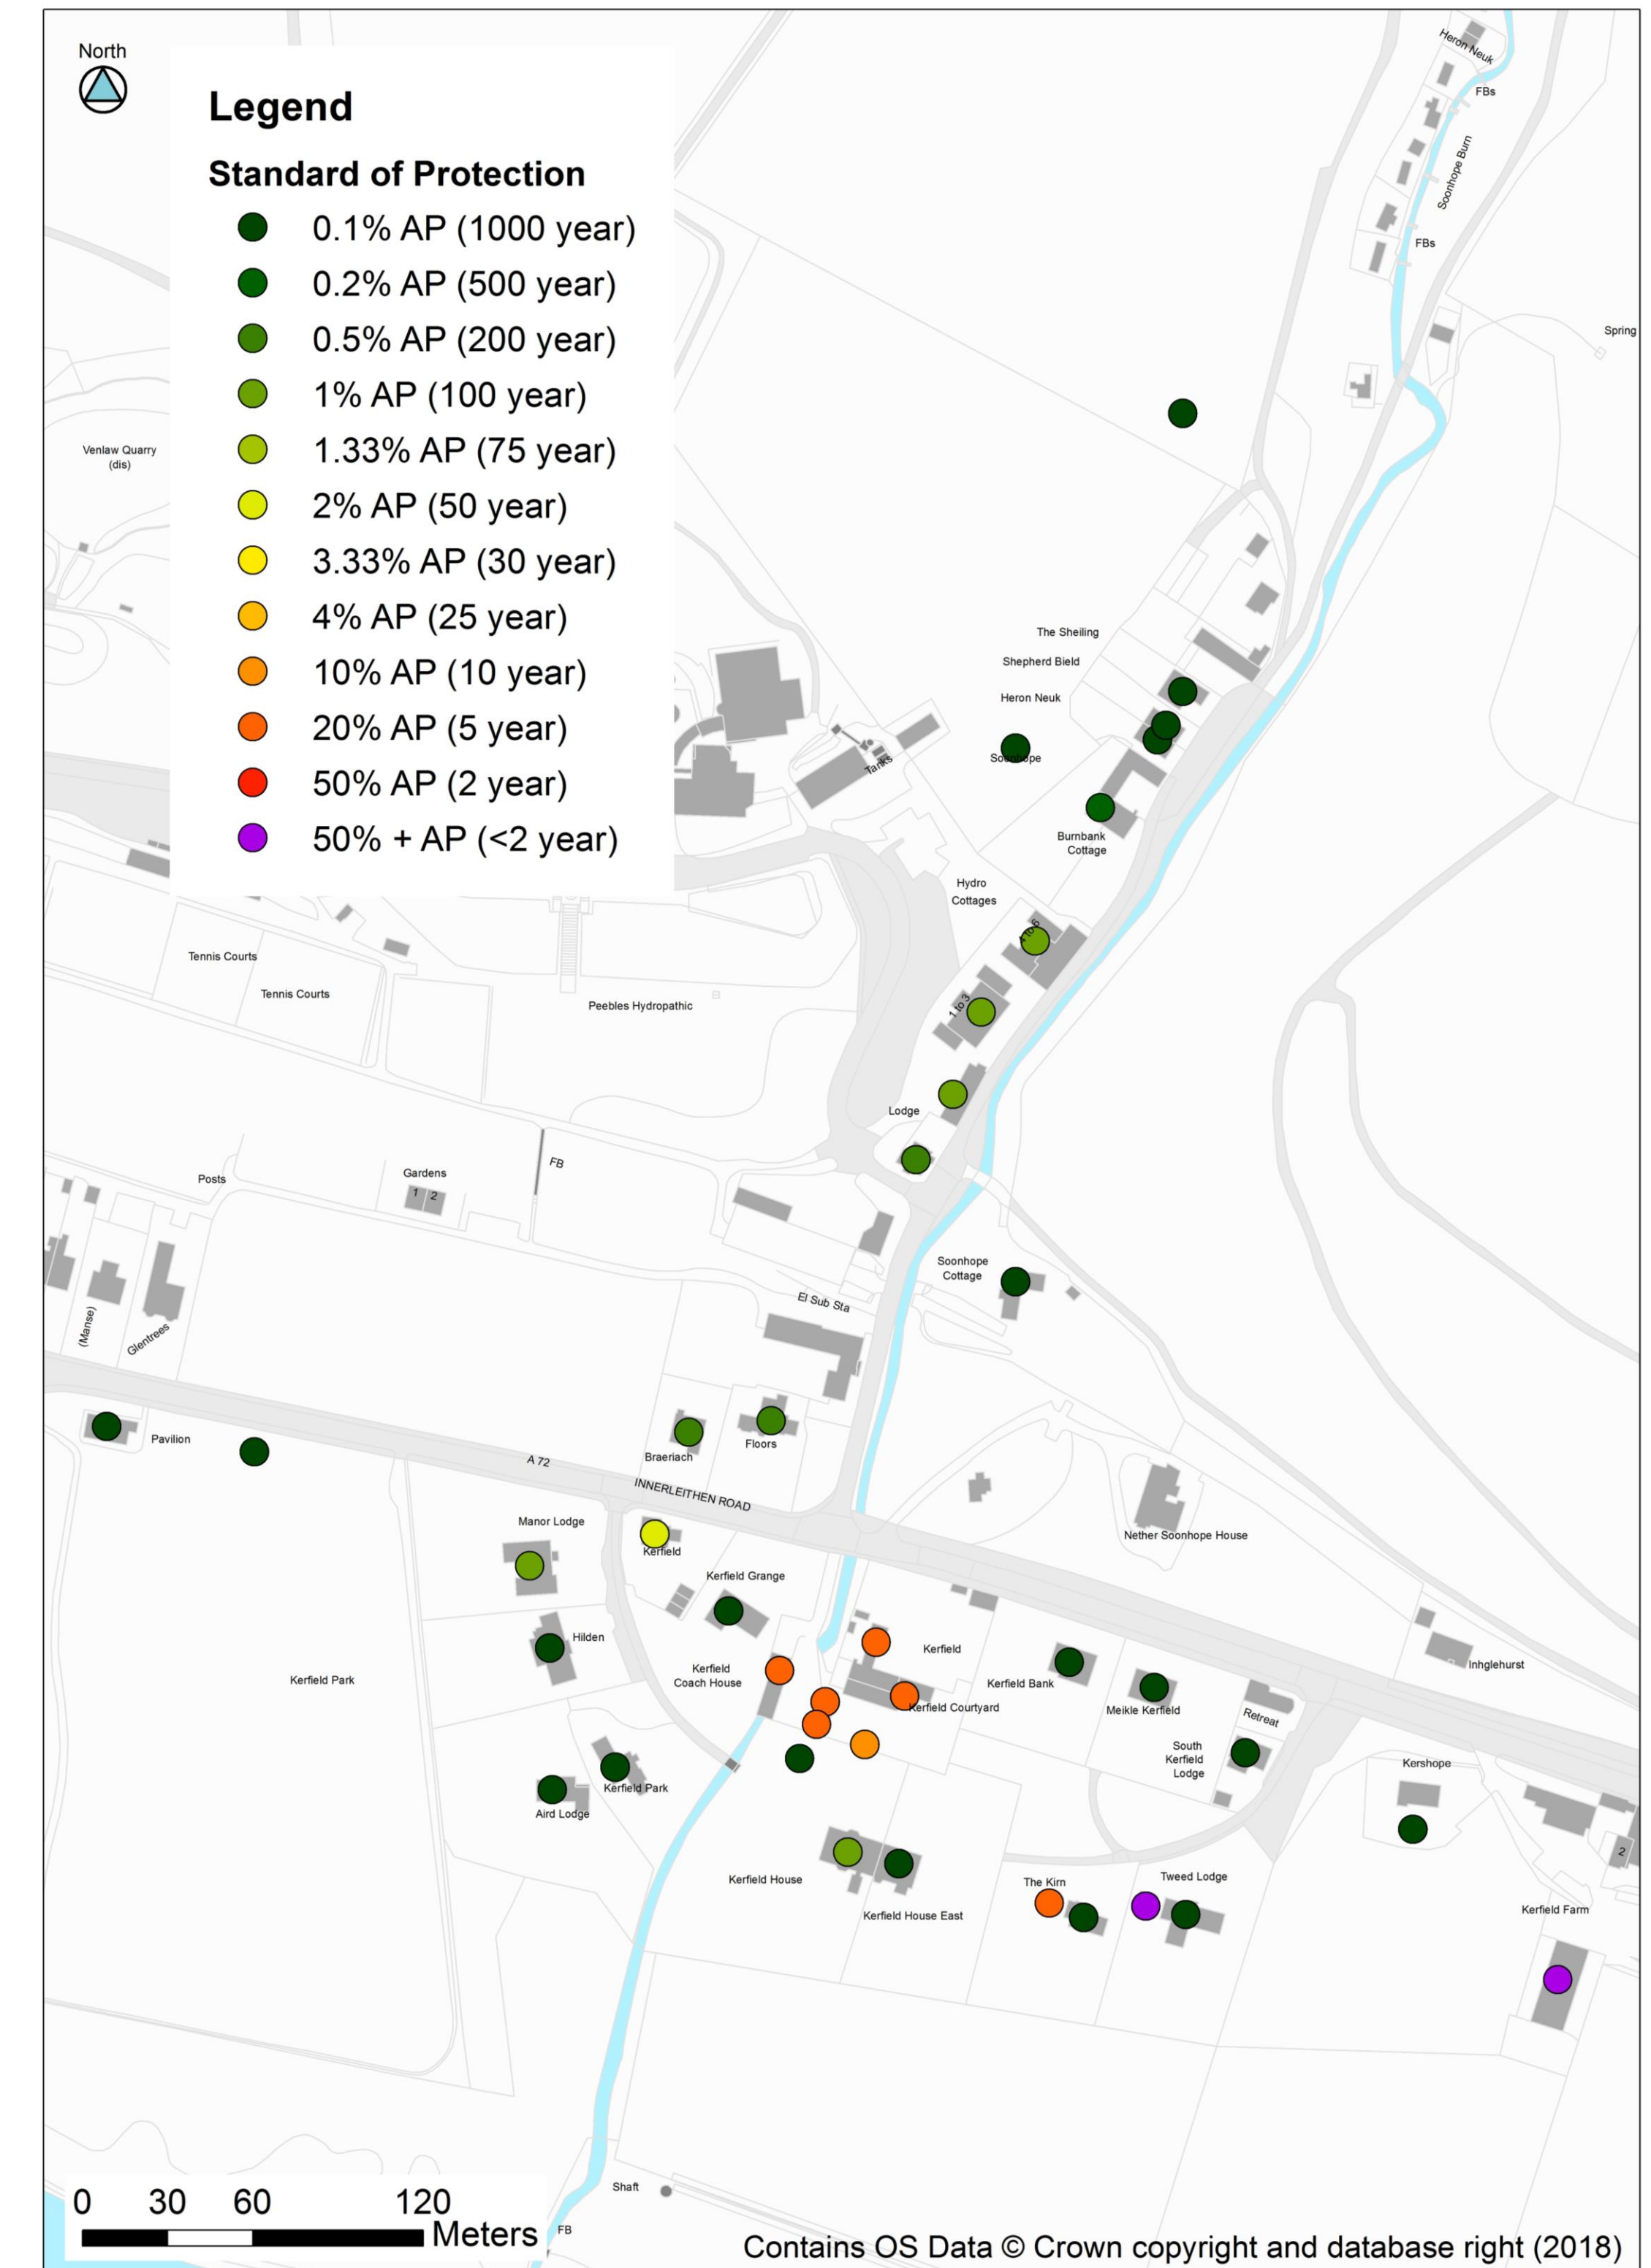 North
Legend
Standard of Protection
0.1% AP (1000 year)
0.2% AP (500 year)
0.5% AP (200 year)
1% AP (100 year)
1.33% AP (75 year)
2% AP (50 year)
3.33% AP (30 year)
4% AP (25 year)
10% AP (10 year)
20% AP (5 year)
50% AP (2 year)
50% + AP (<2 year)
Heron Neuk
FBs
Soonhope Burn
FBs
Spring
Venlaw Quarry
(dis)
The Sheiling
Shepherd Bield
Heron Neuk
Soonhope
Tanks
Burnbank
Cottage
Hydro
Cottages
1 to 3
Tennis Courts
Tennis Courts
Peebles Hydropathic
Lodge
FB
Posts
Gardens
1 2
Soonhope
Cottage
El Sub Sta
(Manse)
Glentrees
Pavilion
Braeriach
Floors
A 72
INNERLEITHEN ROAD
Manor Lodge
Kerfield
Nether Soonhope House
Kerfield Grange
Hilden
Kerfield
Inhglehurst
Kerfield Park
Kerfield
Coach House
Kerfield Bank
Kerfield Courtyard
Meikle Kerfield
Retreat
South
Kerfield
Lodge
Kershope
Kerfield Park
Aird Lodge
2
Kerfield House
The Kirn
Tweed Lodge
Kerfield House East
Kerfield Farm
Shaft
FB
0 30 60 120
Meters
Contains OS Data © Crown copyright and database right (2018)